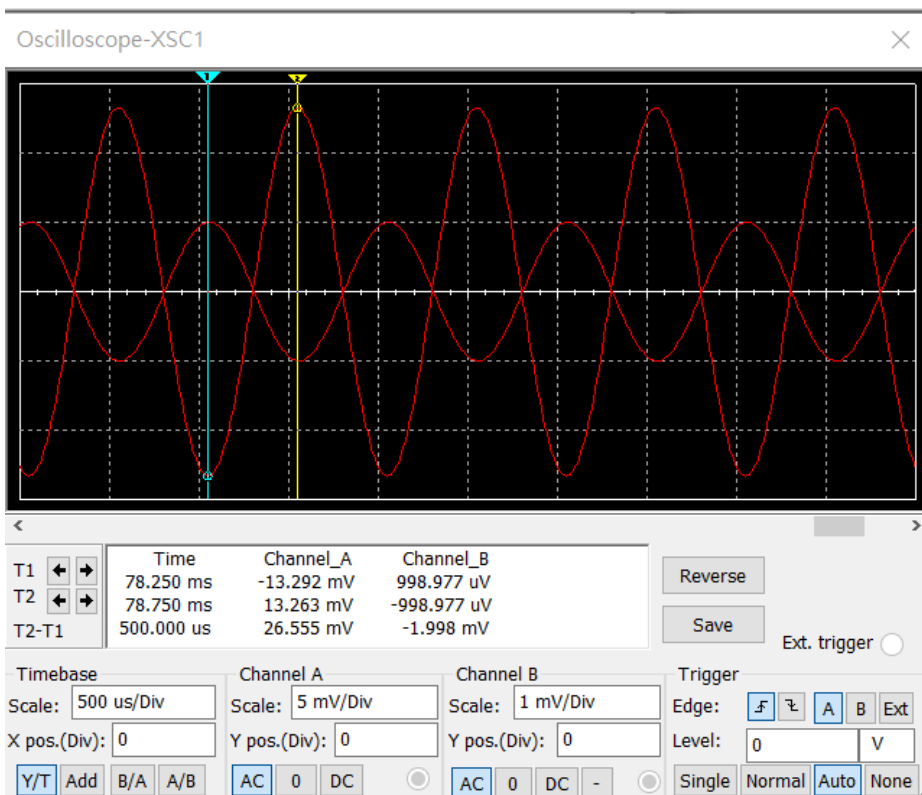 Oscilloscope-XSC1
1 2
Time Channel_A Channel_B
T1 78.250 ms -13.292 mV 998.977 uV
T2 78.750 ms 13.263 mV -998.977 uV
T2-T1 500.000 us 26.555 mV -1.998 mV
Reverse
Save
Ext. trigger
Timebase
Scale: 500 us/Div
X pos.(Div): 0
Y/T Add B/A A/B
Channel A
Scale: 5 mV/Div
Y pos.(Div): 0
AC 0 DC
Channel B
Scale: 1 mV/Div
Y pos.(Div): 0
AC 0 DC -
Trigger
Edge: A B Ext
Level: 0 V
Single Normal Auto None